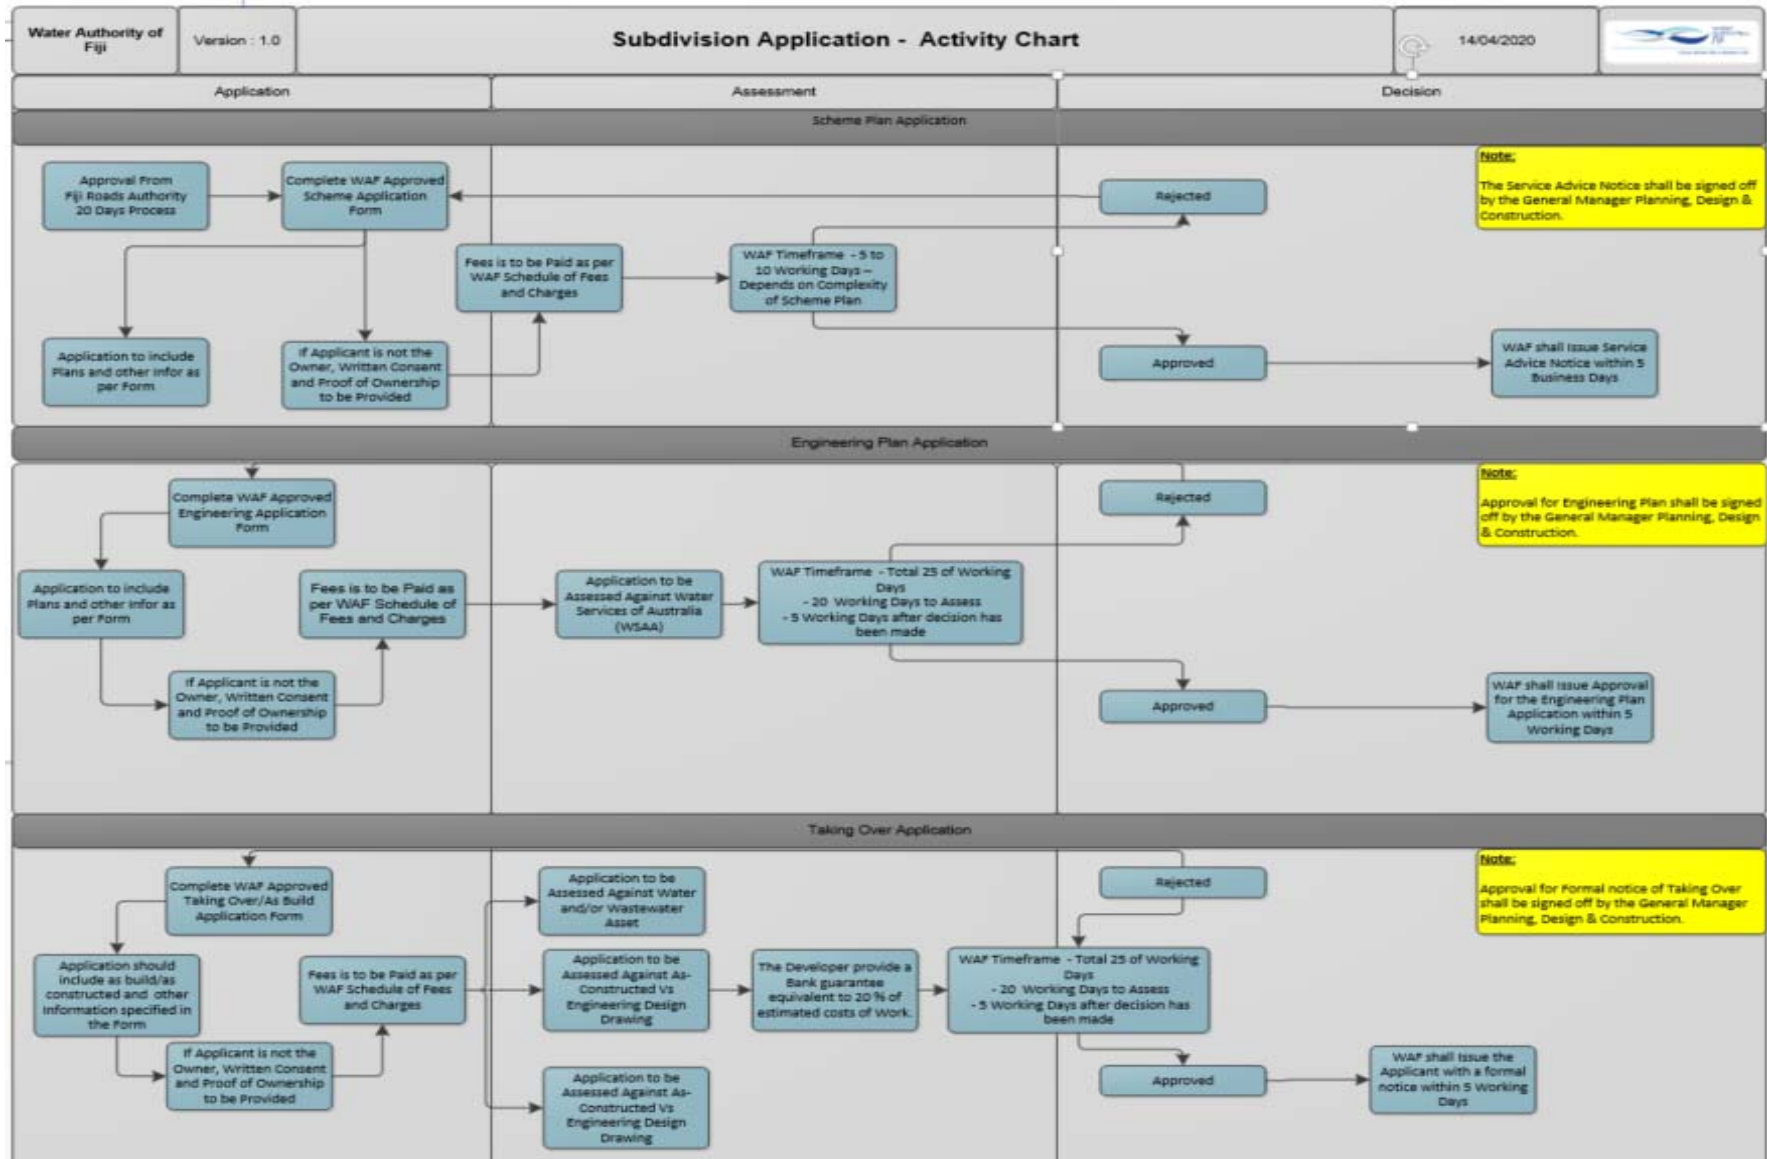 Water Authority of
Fiji
Version : 1.0
Subdivision Application - Activity Chart
14/04/2020
Application
Assessment
Decision
Scheme Plan Application
Approval From
Fiji Roads Authority
20 Days Process
Complete WAF Approved
Scheme Application
Form
Application to include
Plans and other Infor as
per Form
If Applicant is not the
Owner, Written Consent
and Proof of Ownership
to be Provided
Fees is to be Paid as per
WAF Schedule of Fees
and Charges
WAF Timeframe - 5 to
10 Working Days –
Depends on Complexity
of Scheme Plan
Rejected
Approved
WAF shall Issue Service
Advice Notice within 5
Business Days
Note:
The Service Advice Notice shall be signed off
by the General Manager Planning, Design &
Construction.
Engineering Plan Application
Complete WAF Approved
Engineering Application
Form
Application to include
Plans and other Infor as
per Form
If Applicant is not the
Owner, Written Consent
and Proof of Ownership
to be Provided
Fees is to be Paid as
per WAF Schedule of
Fees and Charges
Application to be
Assessed Against Water
Services of Australia
(WSAA)
WAF Timeframe - Total 25 of Working
Days
- 20 Working Days to Assess
- 5 Working Days after decision has
been made
Rejected
Approved
WAF shall Issue Approval
for the Engineering Plan
Application within 5
Working Days
Note:
Approval for Engineering Plan shall be signed
off by the General Manager Planning, Design
& Construction.
Taking Over Application
Complete WAF Approved
Taking Over/As Build
Application Form
Application should
include as build/as
constructed and other
Information specified in
the Form
If Applicant is not the
Owner, Written Consent
and Proof of Ownership
to be Provided
Fees is to be Paid as per
WAF Schedule of Fees
and Charges
Application to be
Assessed Against Water
and/or Wastewater
Asset
Application to be
Assessed Against As-
Constructed Vs
Engineering Design
Drawing
Application to be
Assessed Against As-
Constructed Vs
Engineering Design
Drawing
The Developer provide a
Bank guarantee
equivalent to 20 % of
estimated costs of Work.
WAF Timeframe - Total 25 of Working
Days
- 20 Working Days to Assess
- 5 Working Days after decision has
been made
Rejected
Approved
WAF shall Issue the
Applicant with a formal
notice within 5 Working
Days
Note:
Approval for Formal notice of Taking Over
shall be signed off by the General Manager
Planning, Design & Construction.